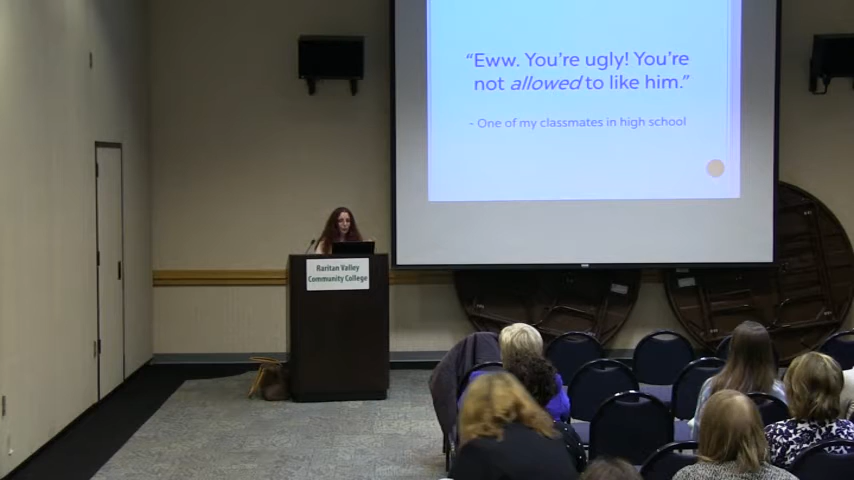 “Eww. You’re ugly! You’re
not allowed to like him.”
- One of my classmates in high school
Raritan Valley
Community College